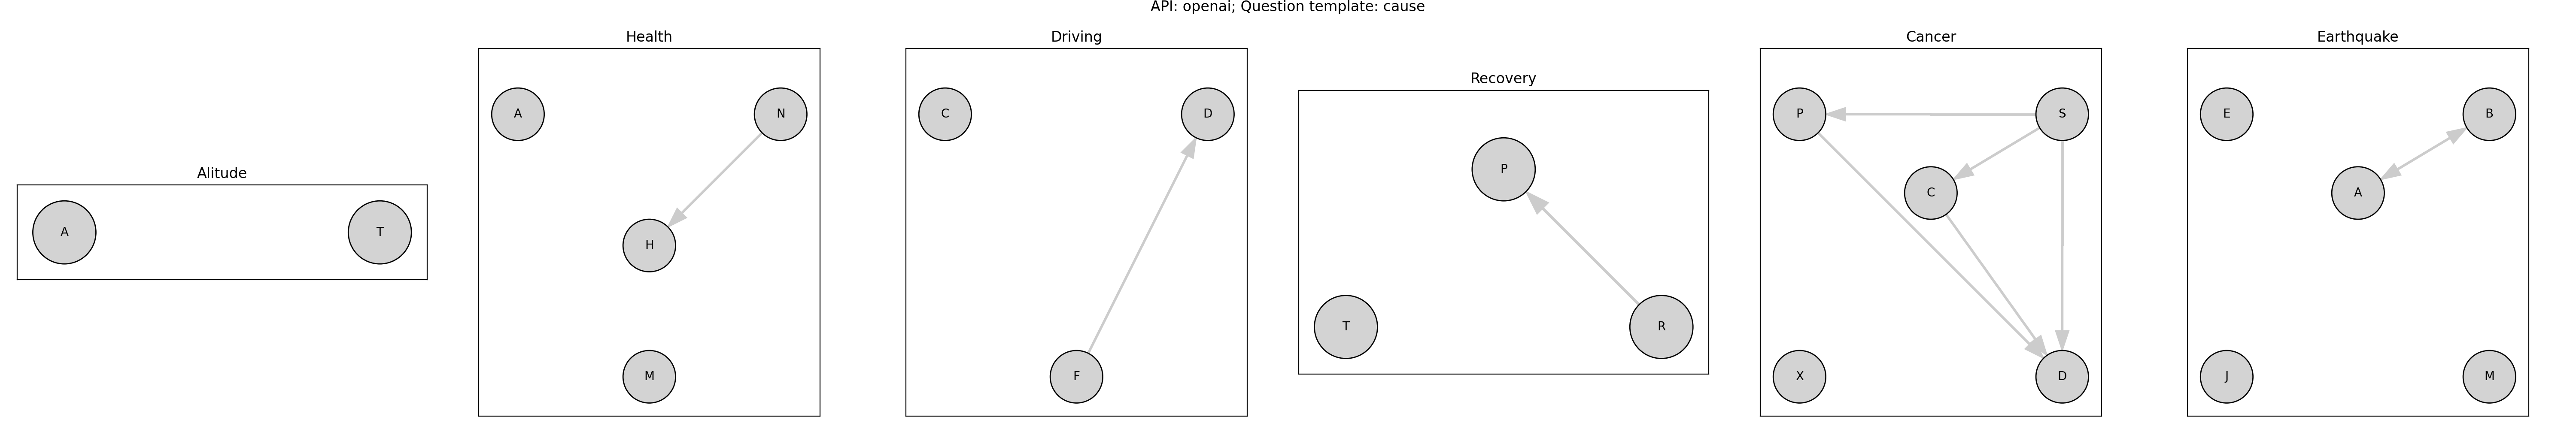 API: openai; Question template: cause
Alitude
A
T
Health
A
N
H
M
Driving
C
D
F
Recovery
P
T
R
Cancer
P
S
C
X
D
Earthquake
E
B
A
J
M